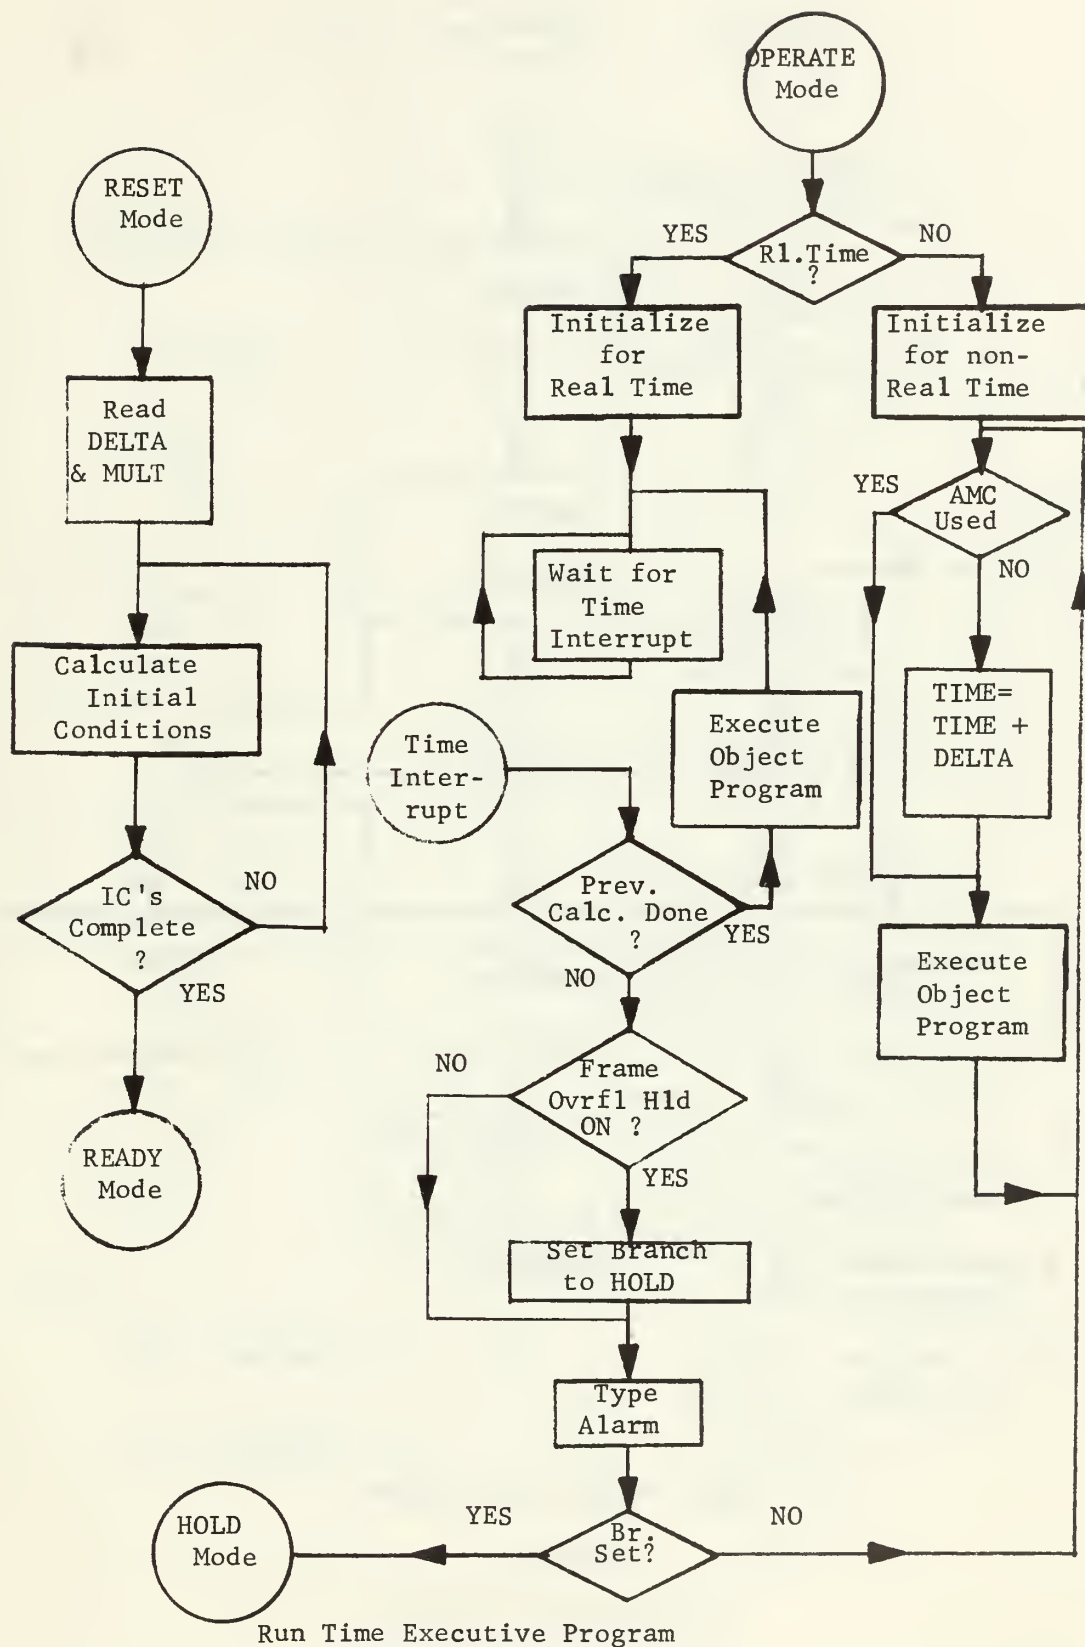 OPERATE
Mode
RESET
Mode
YES
NO
Rl.Time
?
Initialize
for
Real Time
Initialize
for non-
Real Time
Read
DELTA
& MULT
YES
AMC
Used
NO
Wait for
Time
Interrupt
Calculate
Initial
Conditions
TIME=
TIME +
DELTA
Execute
Object
Program
Time
Inter-
rupt
IC's
Complete
?
NO
YES
Prev.
Calc. Done
?
YES
NO
Execute
Object
Program
NO
Frame
Ovrfl Hld
ON ?
YES
READY
Mode
Set Branch
to HOLD
Type
Alarm
HOLD
Mode
YES
Br.
Set?
NO
Run Time Executive Program